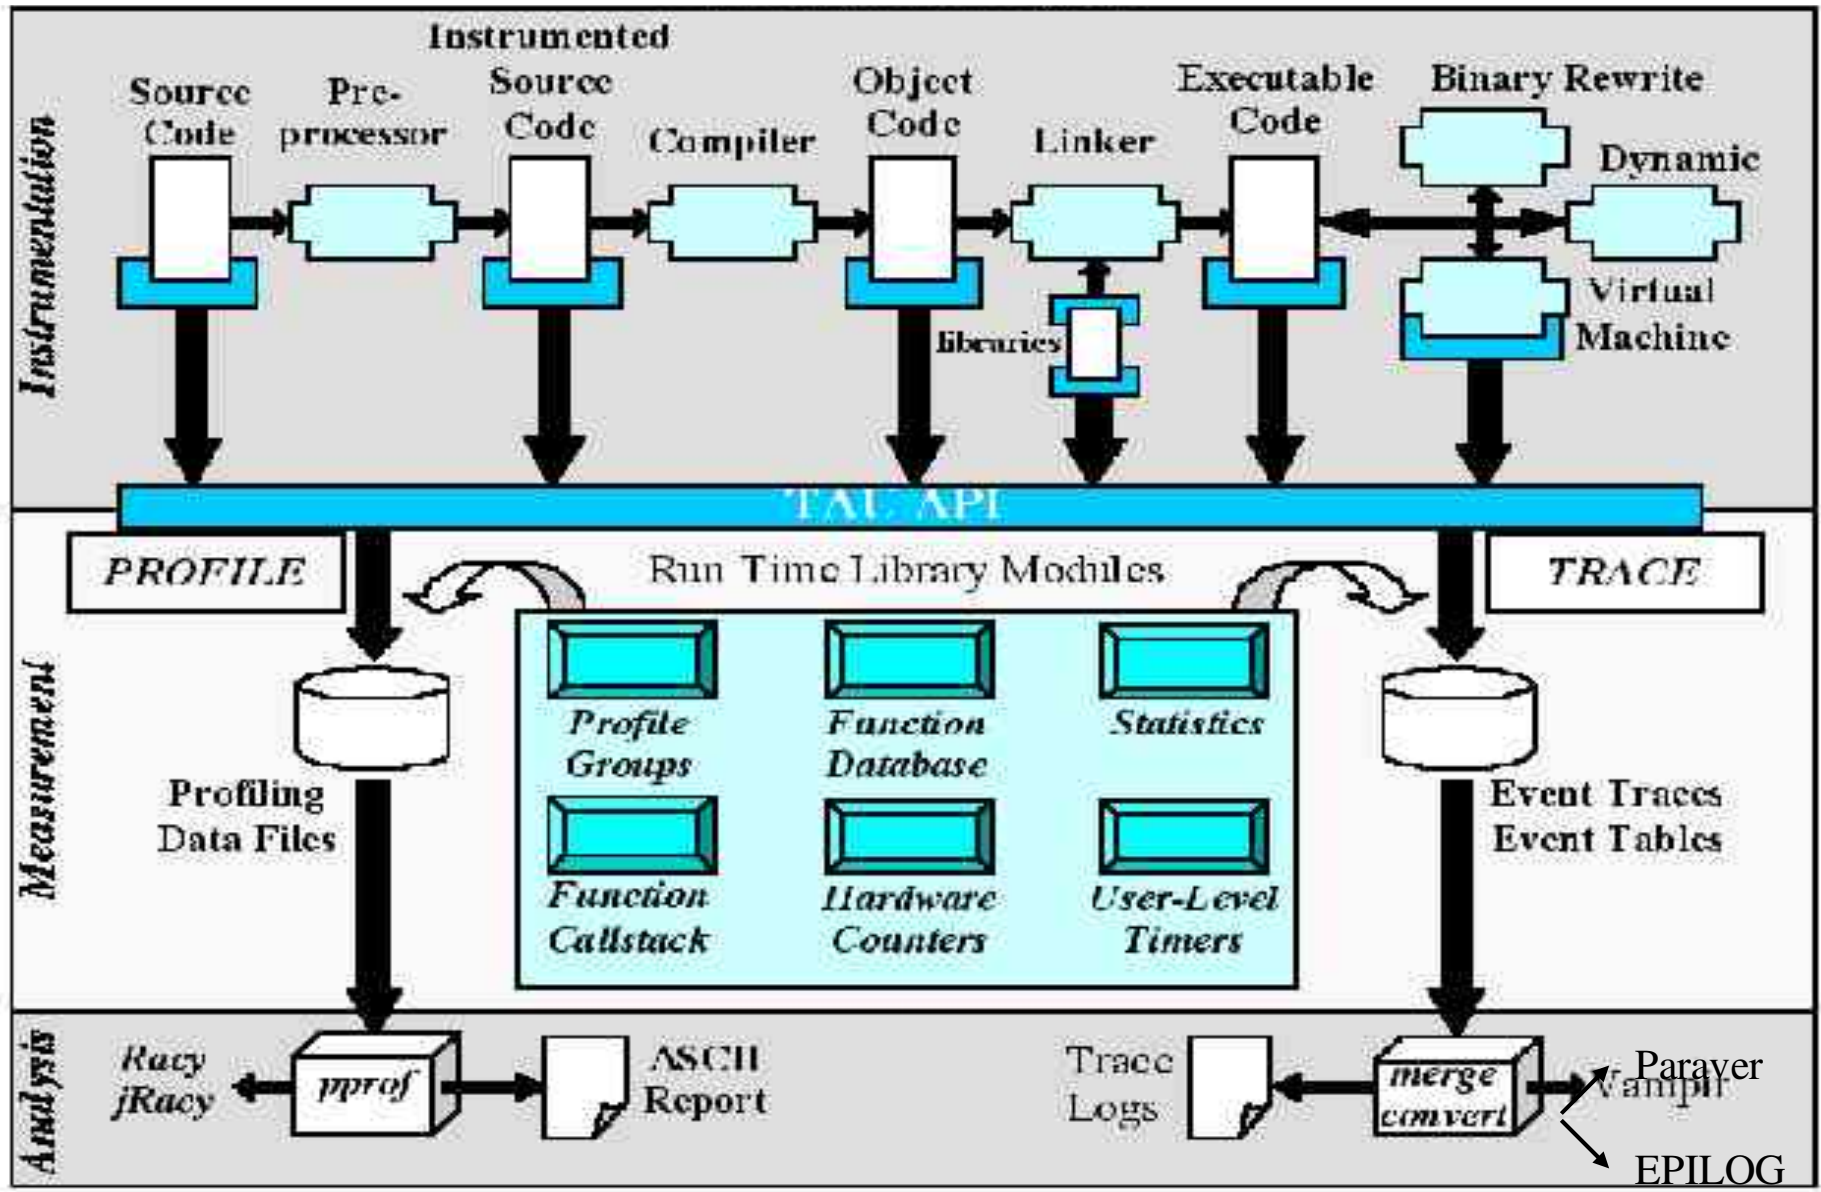 Instrumentation
Source
Code
Pre-
processor
Instrumented
Source
Code
Compiler
Object
Code
Linker
Executable
Code
Binary Rewrite
Dynamic
Virtual
Machine
libraries
TAU API
Measurement
PROFILE
Run Time Library Modules
TRACE
Profile
Groups
Function
Database
Statistics
Function
Callstack
Hardware
Counters
User-Level
Timers
Profiling
Data Files
Event Traces
Event Tables
Analysis
Racy
jRacy
pprof
ASCII
Report
Trace
Logs
merge
convert
Paraver
Vampir
EPILOG